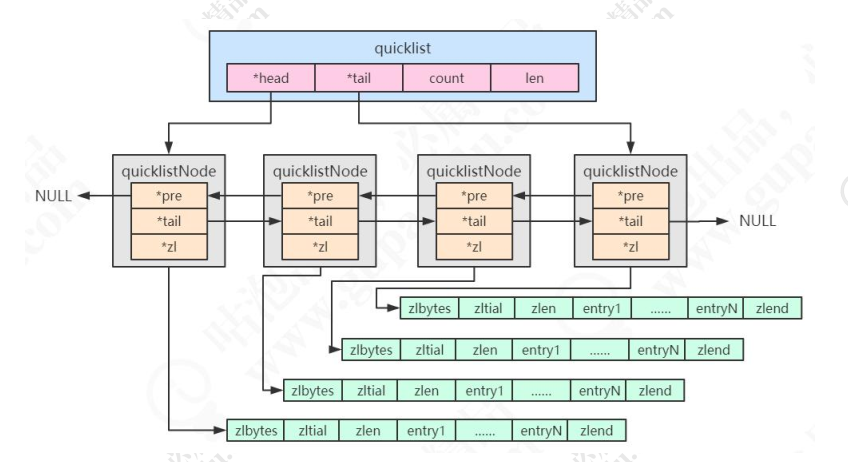 quicklist
*head *tail count len
quicklistNode quicklistNode quicklistNode quicklistNode
NULL *pre *pre *pre *pre
*tail *tail *tail *tail NULL
*zl *zl *zl *zl
zlbytes zltial zlen entry1 ...... entryN zlend
zlbytes zltial zlen entry1 ...... entryN zlend
zlbytes zltial zlen entry1 ...... entryN zlend
zlbytes zltial zlen entry1 ...... entryN zlend